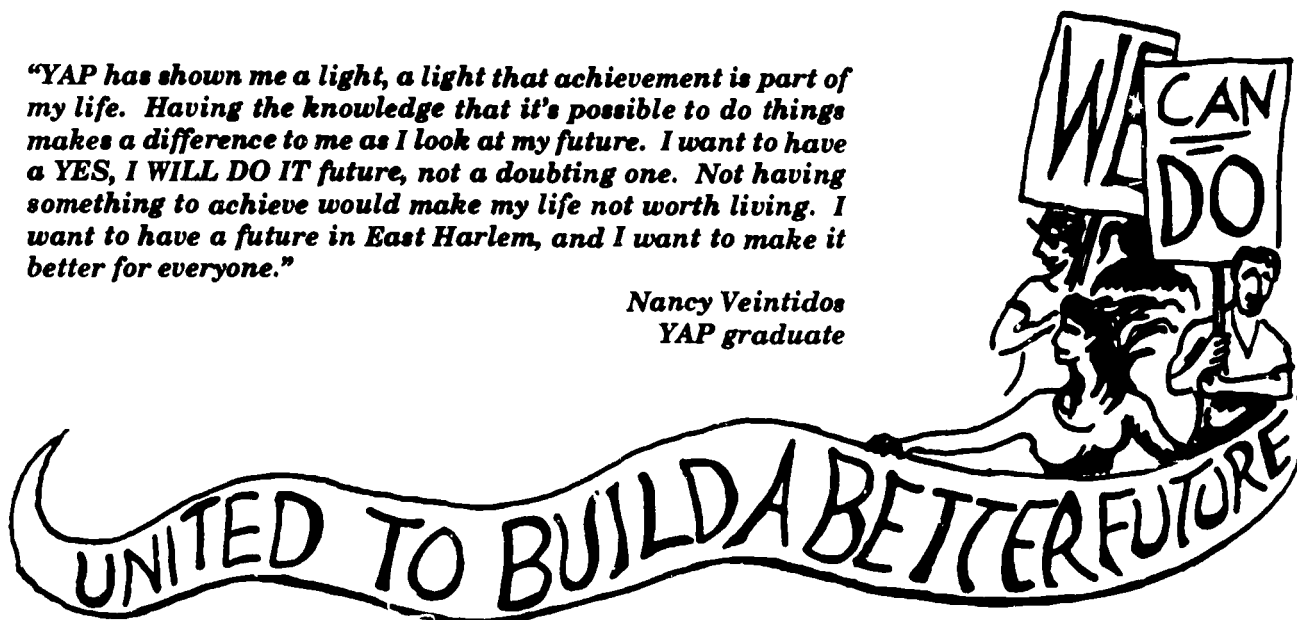 “YAP has shown me a light, a light that achievement is part of
my life. Having the knowledge that it's possible to do things
makes a difference to me as I look at my future. I want to have
a YES, I WILL DO IT future, not a doubting one. Not having
something to achieve would make my life not worth living. I
want to have a future in East Harlem, and I want to make it
better for everyone.”
Nancy Veintidos
YAP graduate
WE
CAN
DO
UNITED TO BUILD A BETTER FUTURE